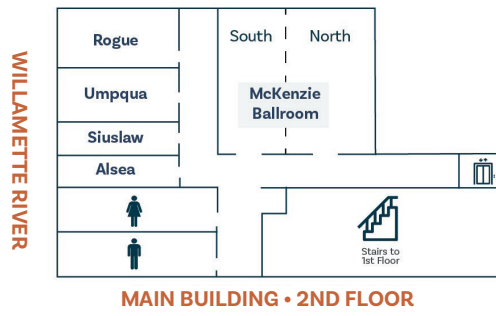 WILLAMETTE RIVER
Rogue
Umpqua
Siuslaw
Alsea
South
North
McKenzie
Ballroom
Stairs to
1st Floor
MAIN BUILDING • 2ND FLOOR